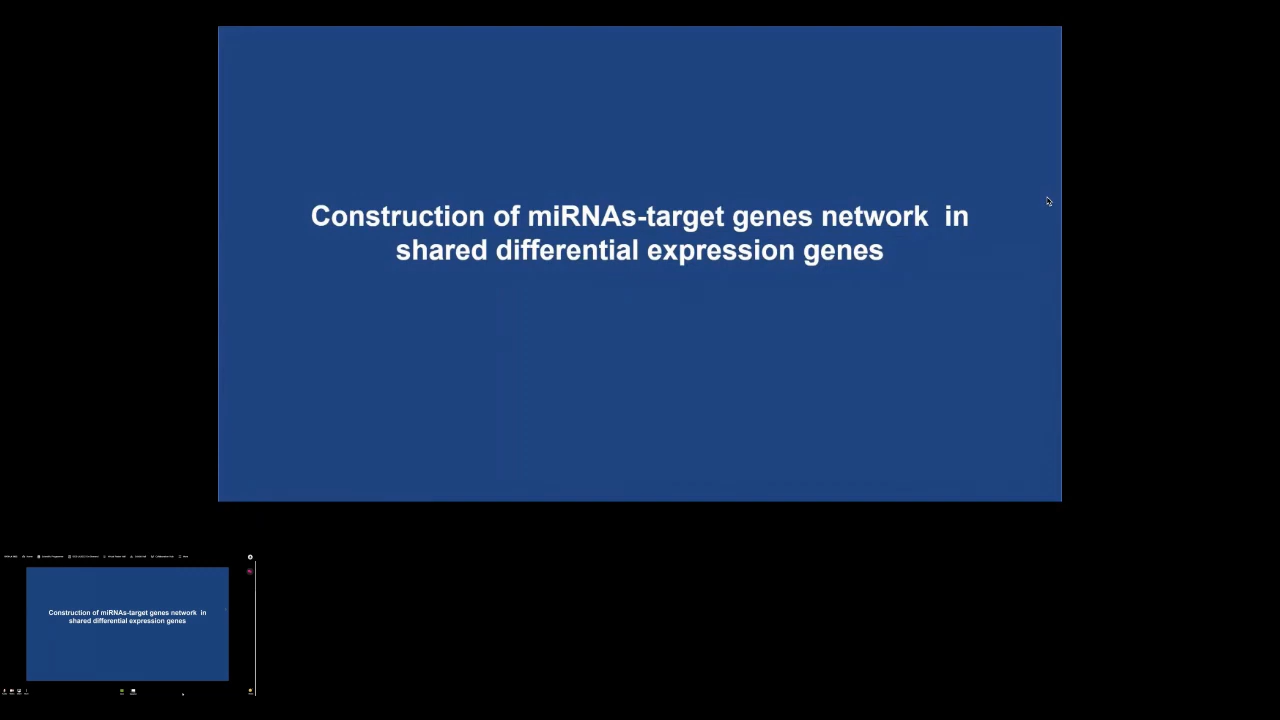 Construction of miRNAs-target genes network in
shared differential expression genes
Construction of miRNAs-target genes network in
shared differential expression genes